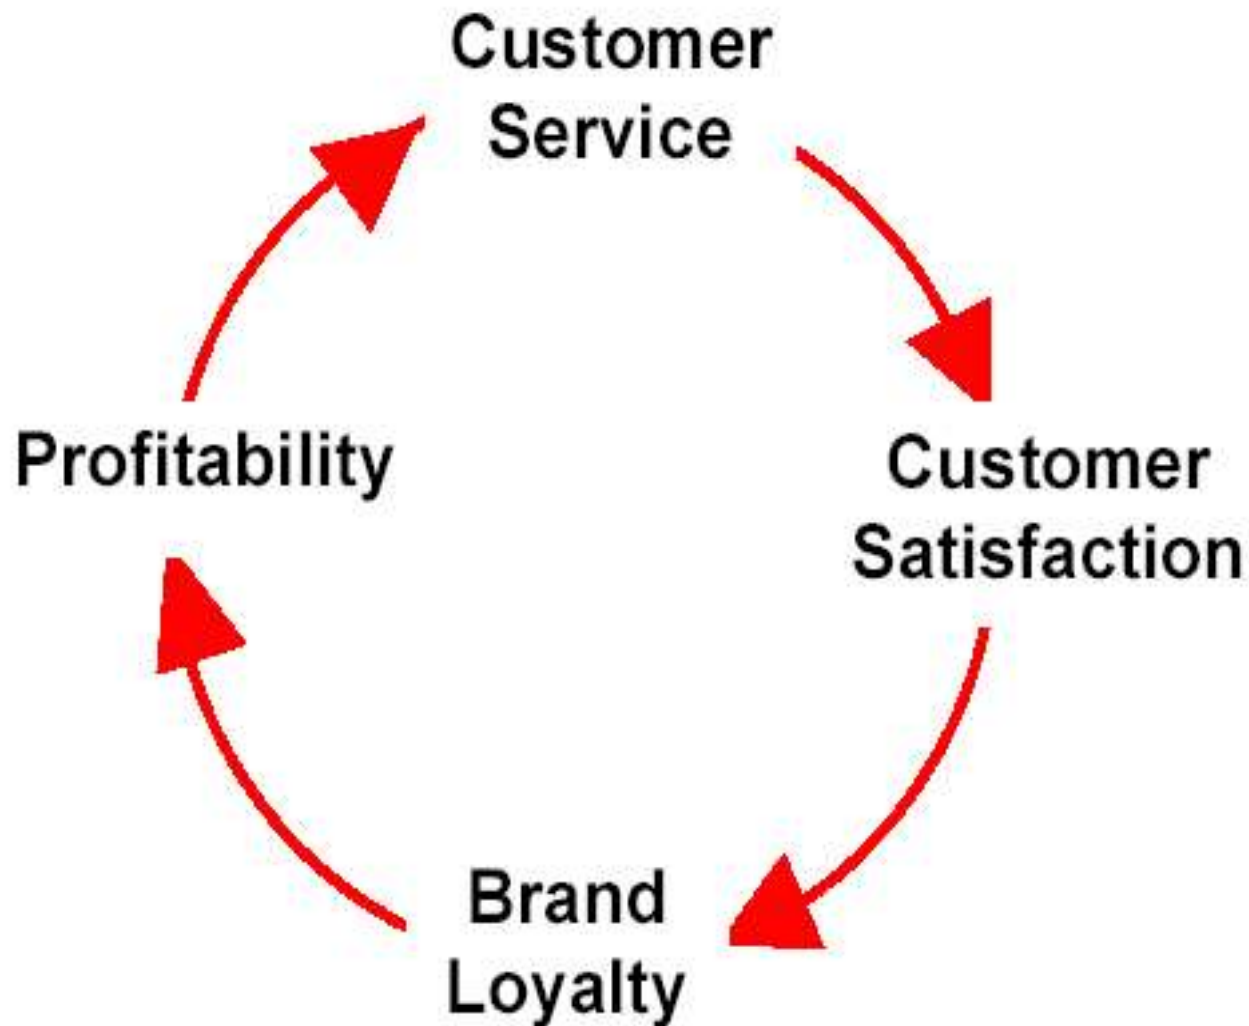 Customer
Service
Customer
Satisfaction
Brand
Loyalty
Profitability